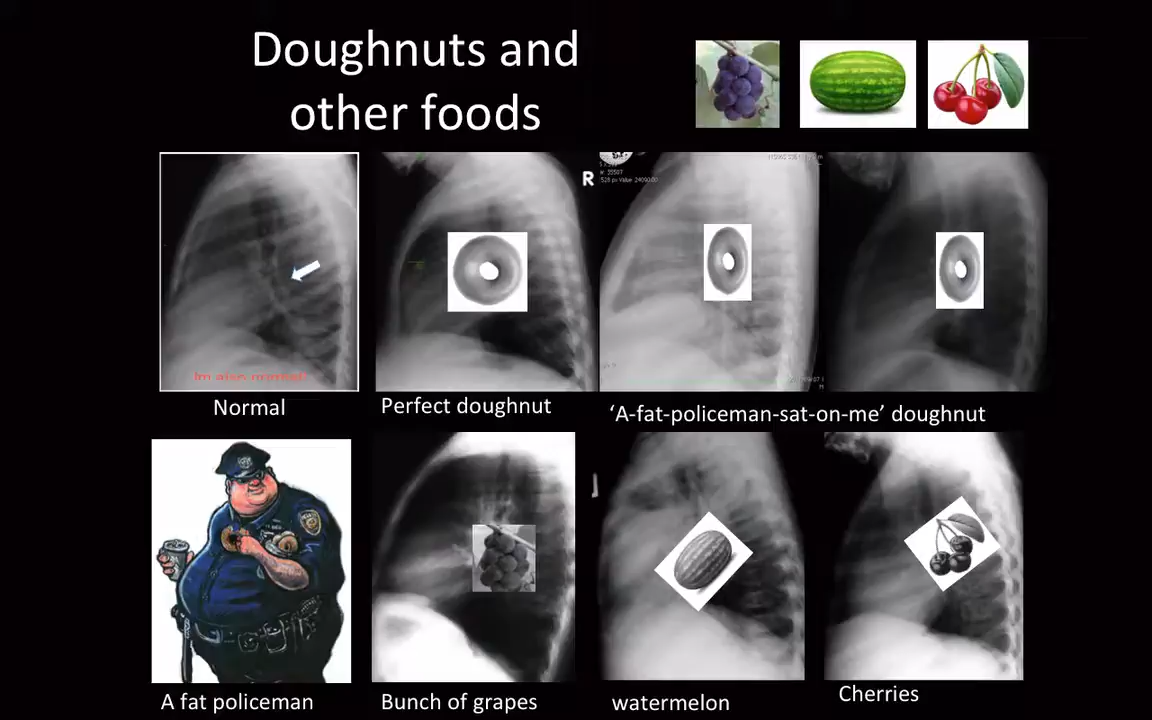 Doughnuts and
other foods
R
Normal
Perfect doughnut
‘A-fat-policeman-sat-on-me’ doughnut
A fat policeman
Bunch of grapes
watermelon
Cherries